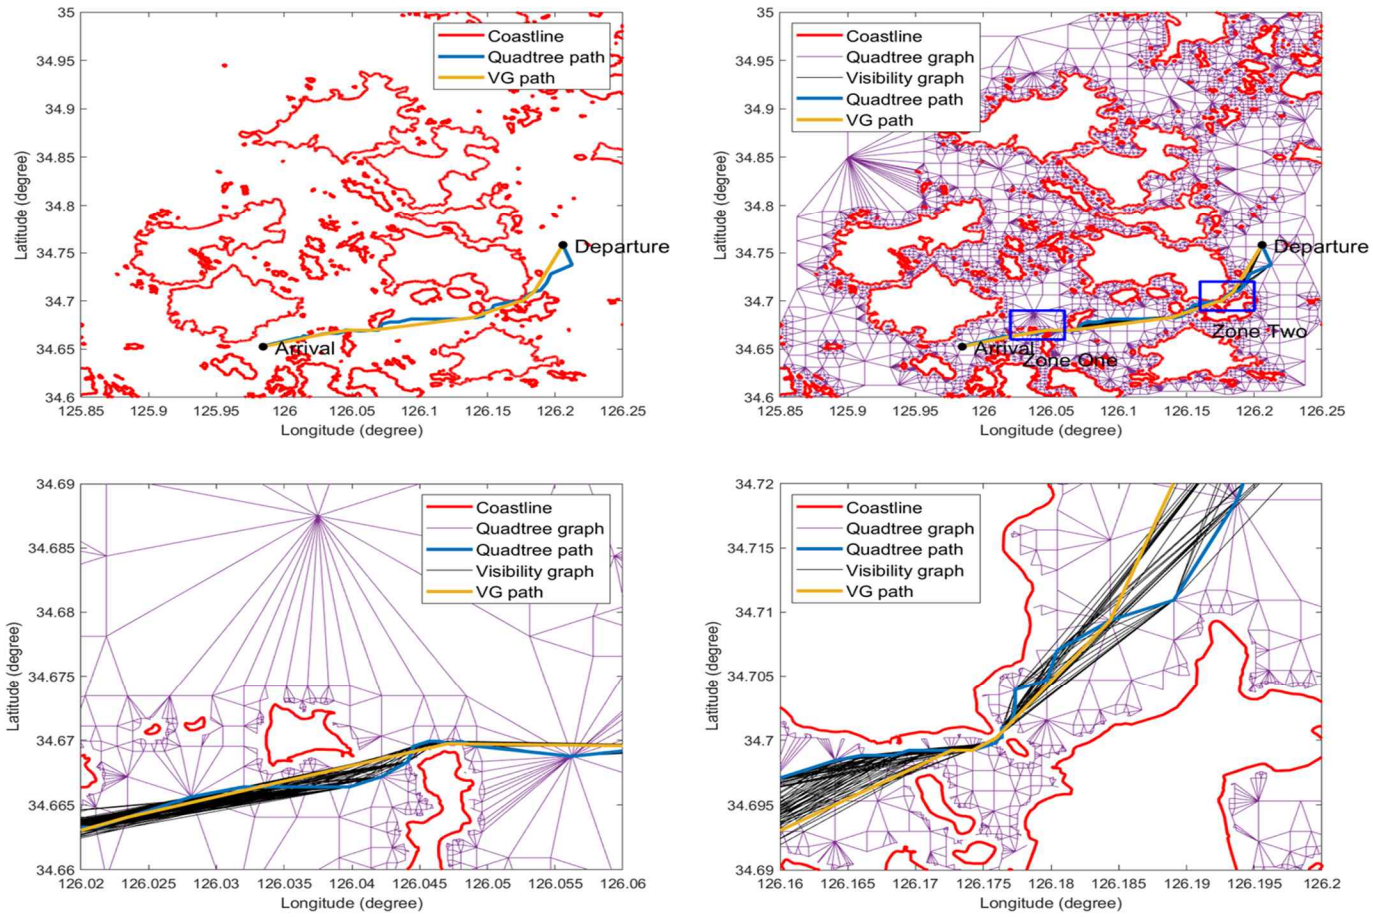 35
34.95
34.9
34.85
34.8
34.75
34.7
34.65
34.6
Latitude (degree)
Coastline
Quadtree path
VG path
Departure
Arrival
125.85 125.9 125.95 126 126.05 126.1 126.15 126.2 126.25
Longitude (degree)
35
34.95
34.9
34.85
34.8
34.75
34.7
34.65
34.6
Latitude (degree)
Coastline
Quadtree graph
Visibility graph
Quadtree path
VG path
Departure
Zone Two
Arrival
Zone One
125.85 125.9 125.95 126 126.05 126.1 126.15 126.2 126.25
Longitude (degree)
34.69
34.685
34.68
34.675
34.67
34.665
34.66
Latitude (degree)
Coastline
Quadtree graph
Quadtree path
Visibility graph
VG path
126.02 126.025 126.03 126.035 126.04 126.045 126.05 126.055 126.06
Longitude (degree)
34.72
34.715
34.71
34.705
34.7
34.695
34.69
Latitude (degree)
Coastline
Quadtree graph
Quadtree path
Visibility graph
VG path
126.16 126.165 126.17 126.175 126.18 126.185 126.19 126.195 126.2
Longitude (degree)